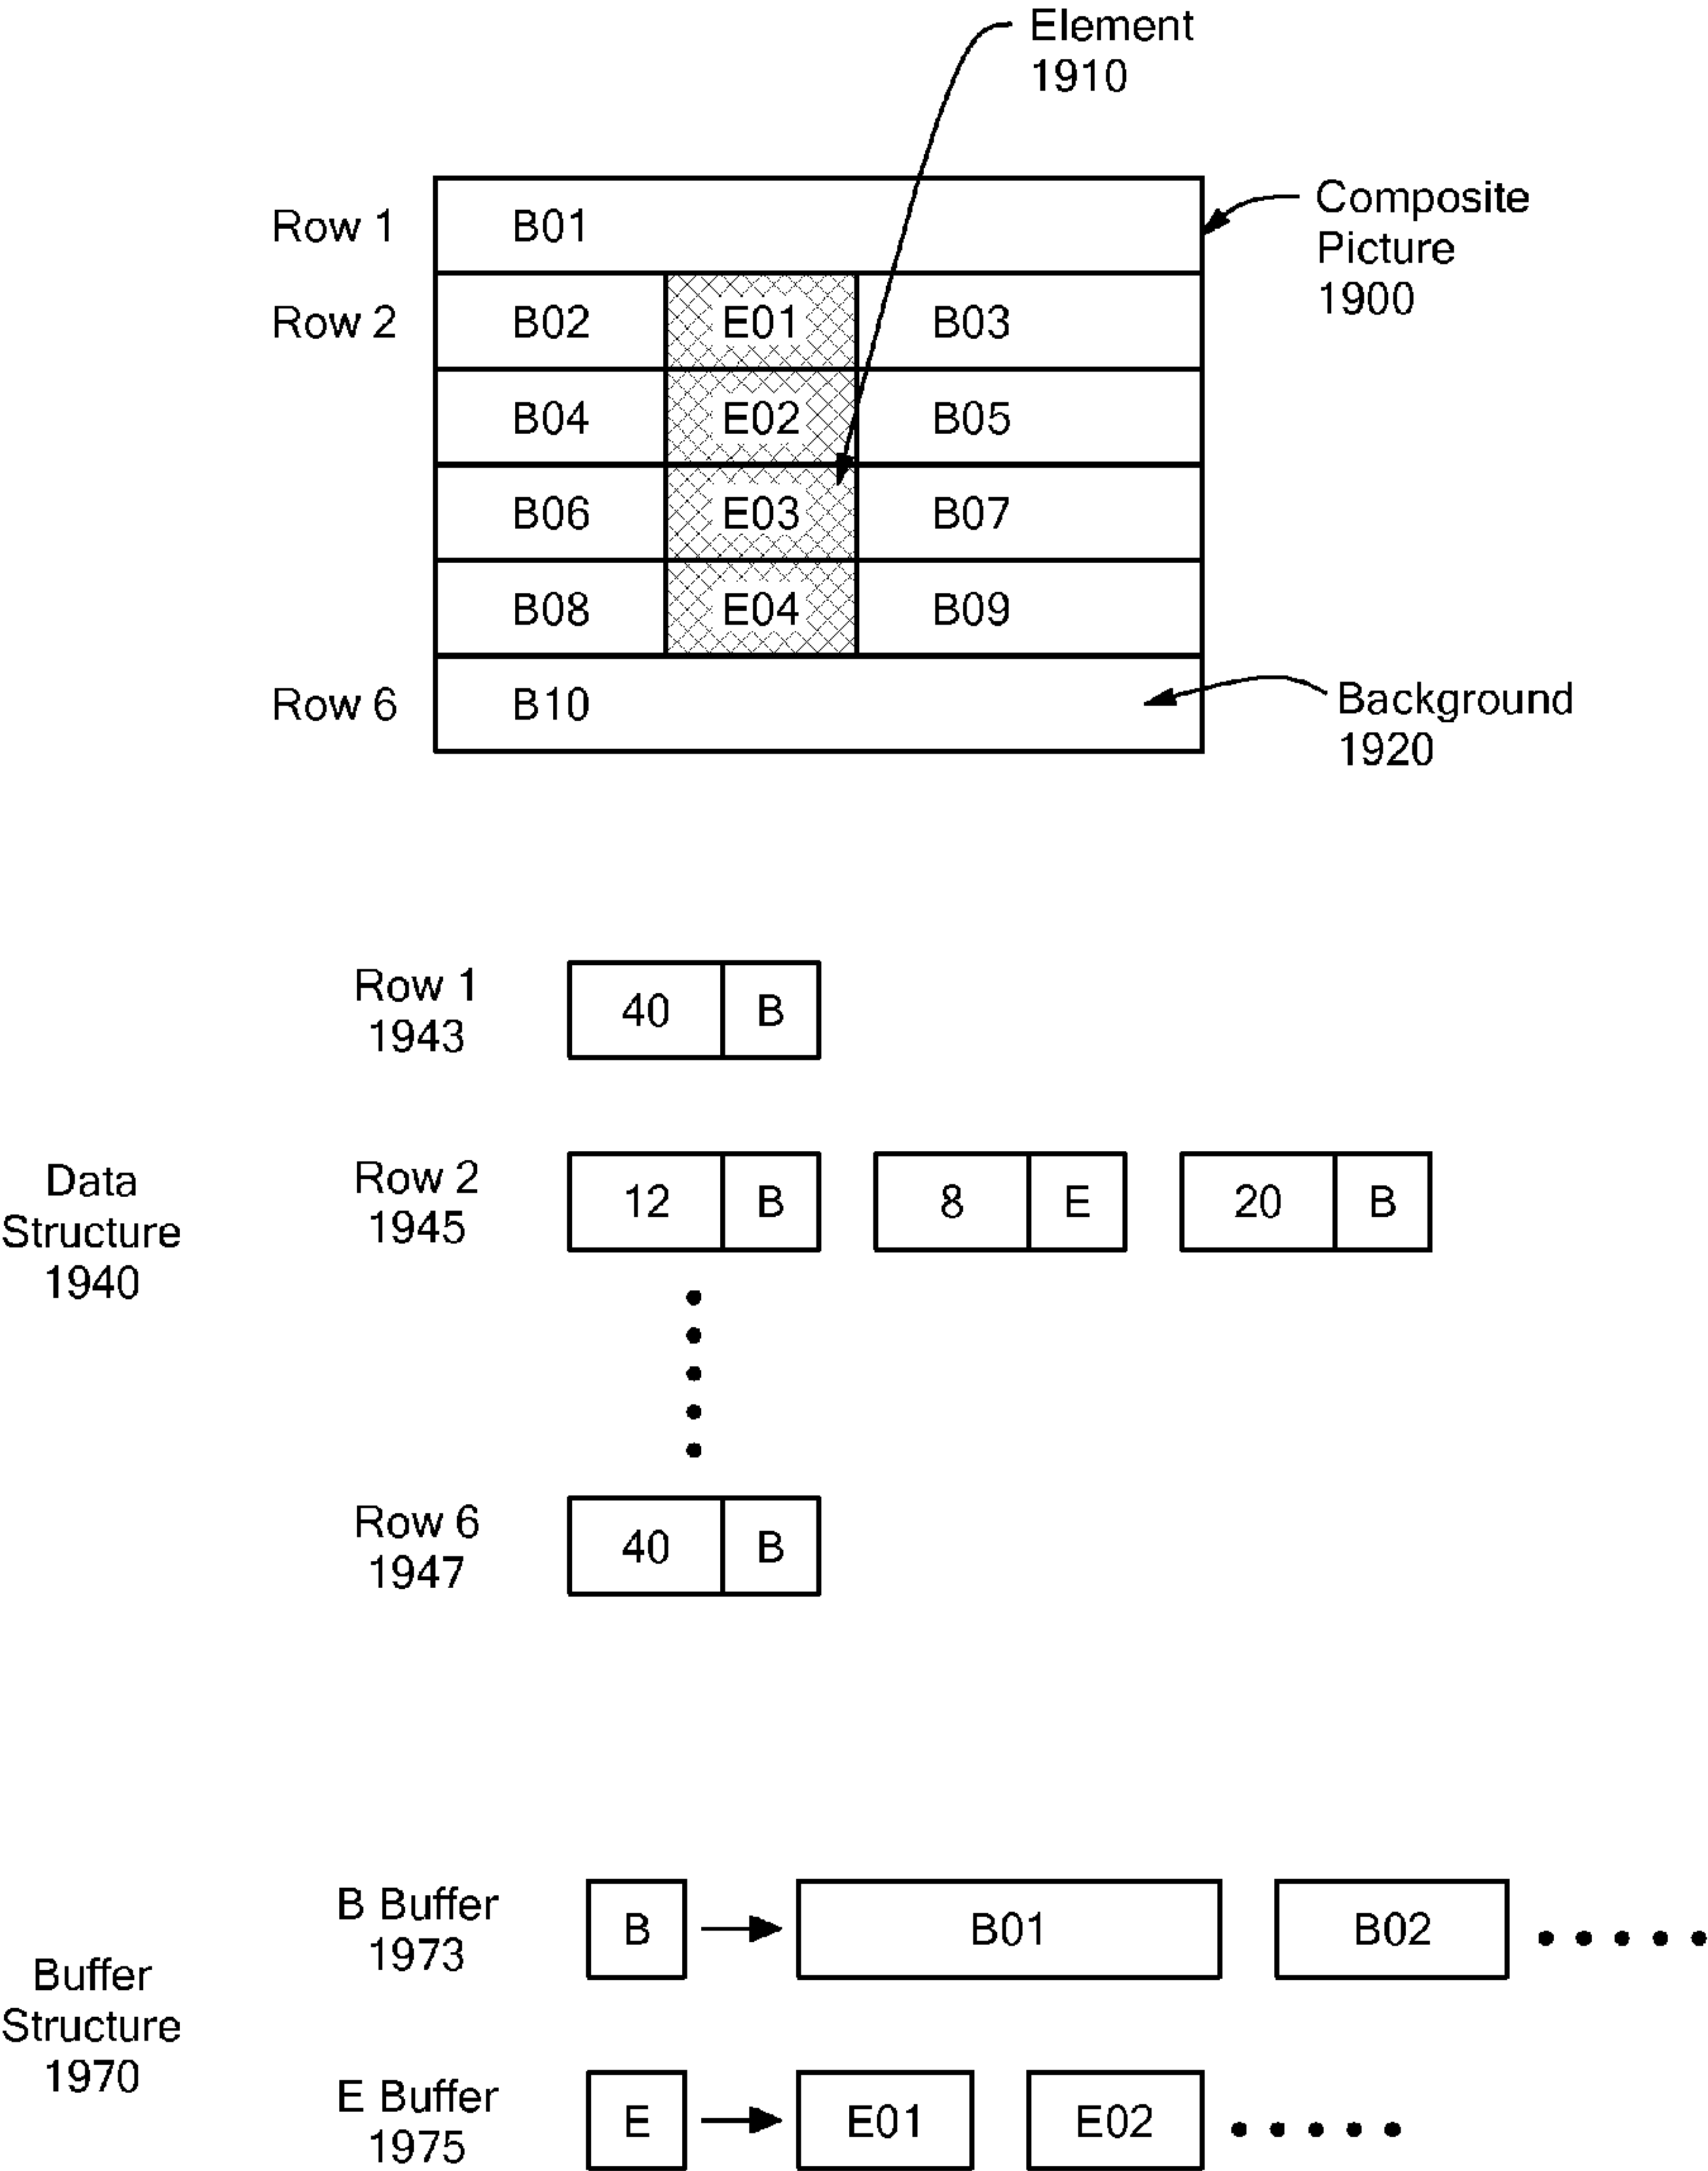 Element
1910
Composite
Picture
1900
Row 1 B01
Row 2 B02 E01 B03
B04 E02 B05
B06 E03 B07
B08 E04 B09
Row 6 B10
Background
1920
Row 1
1943
40 B
Data
Structure
1940
Row 2
1945
12 B 8 E 20 B
Row 6
1947
40 B
Buffer
Structure
1970
B Buffer
1973
B B01 B02
E Buffer
1975
E E01 E02